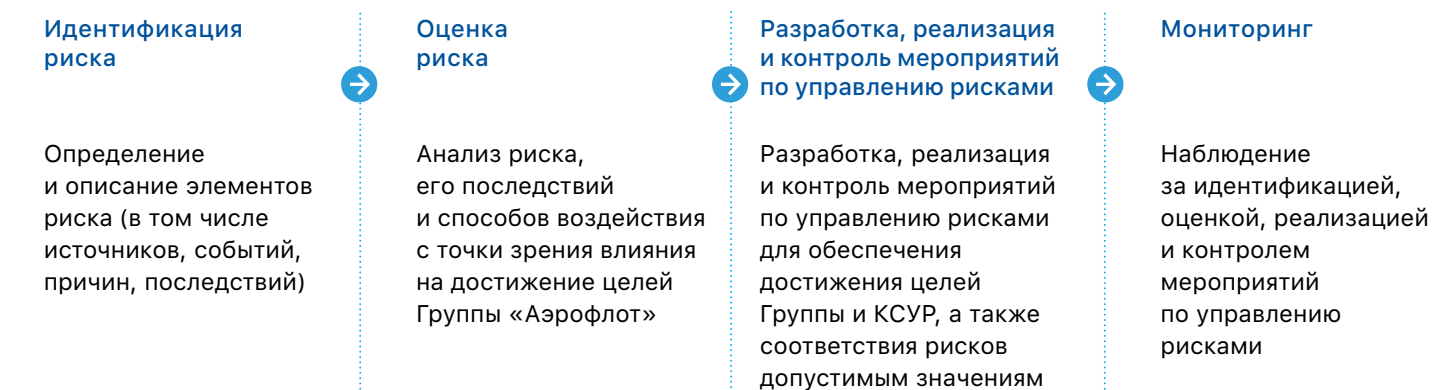 Идентификация
риска
Определение
и описание элементов
риска (в том числе
источников, событий,
причин, последствий)
Оценка
риска
Анализ риска,
его последствий
и способов воздействия
с точки зрения влияния
на достижение целей
Группы «Аэрофлот»
Разработка, реализация
и контроль мероприятий
по управлению рисками
Разработка, реализация
и контроль мероприятий
по управлению рисками
для обеспечения
достижения целей
Группы и КСУР, а также
соответствия рисков
допустимым значениям
Мониторинг
Наблюдение
за идентификацией,
оценкой, реализацией
и контролем
мероприятий
по управлению
рисками